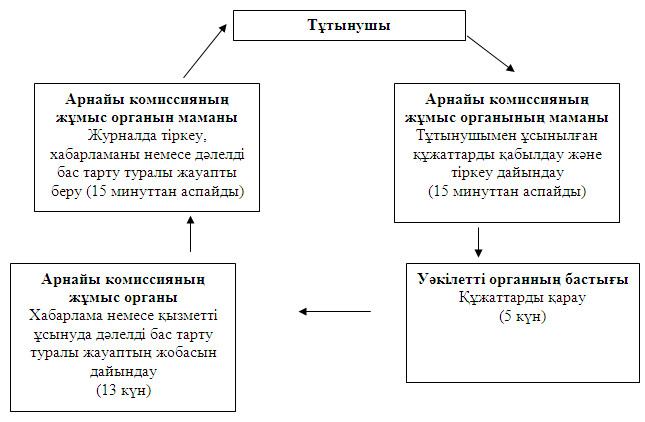 Тұтынушы
Арнайы комиссияның
жұмыс органын маманы
Журналда тіркеу,
хабарламаны немесе дәлелді
бас тарту туралы жауапты
беру (15 минуттан аспайды)
Арнайы комиссияның
жұмыс органының маманы
Тұтынушымен ұсынылған
құжаттарды қабылдау және
тіркеу дайындау
(15 минуттан аспайды)
Уәкілетті органның бастығы
Құжаттарды қарау
(5 күн)
Арнайы комиссияның
жұмыс органы
Хабарлама немесе қызметті
ұсынуда дәлелді бас тарту
туралы жауаптың жобасын
дайындау
(13 күн)